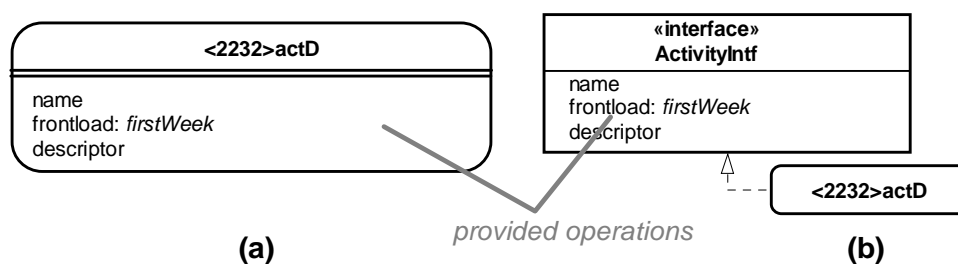 <2232>actD
name
frontload: firstWeek
descriptor
«interface»
ActivityIntf
name
frontload: firstWeek
descriptor
<2232>actD
provided operations
(a)
(b)